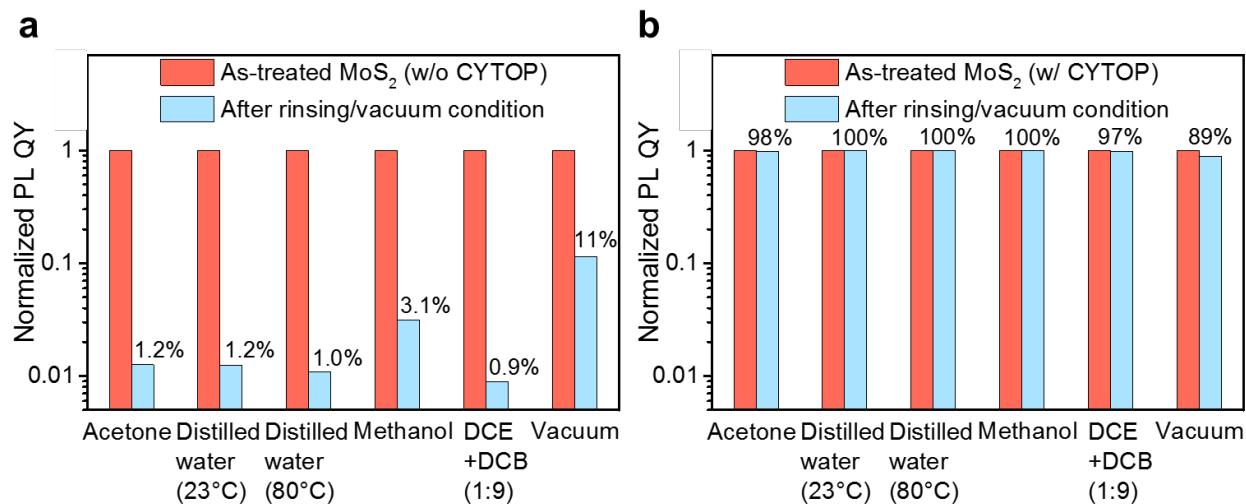 a
As-treated MoS₂ (w/o CYTOP)
After rinsing/vacuum condition
Normalized PL QY
1
0.1
0.01
1.2%
1.2%
1.0%
3.1%
0.9%
11%
Acetone
Distilled
water
(23°C)
Distilled
water
(80°C)
Methanol
DCE
+DCB
(1:9)
Vacuum
b
As-treated MoS₂ (w/ CYTOP)
After rinsing/vacuum condition
Normalized PL QY
1
0.1
0.01
98%
100%
100%
100%
97%
89%
Acetone
Distilled
water
(23°C)
Distilled
water
(80°C)
Methanol
DCE
+DCB
(1:9)
Vacuum